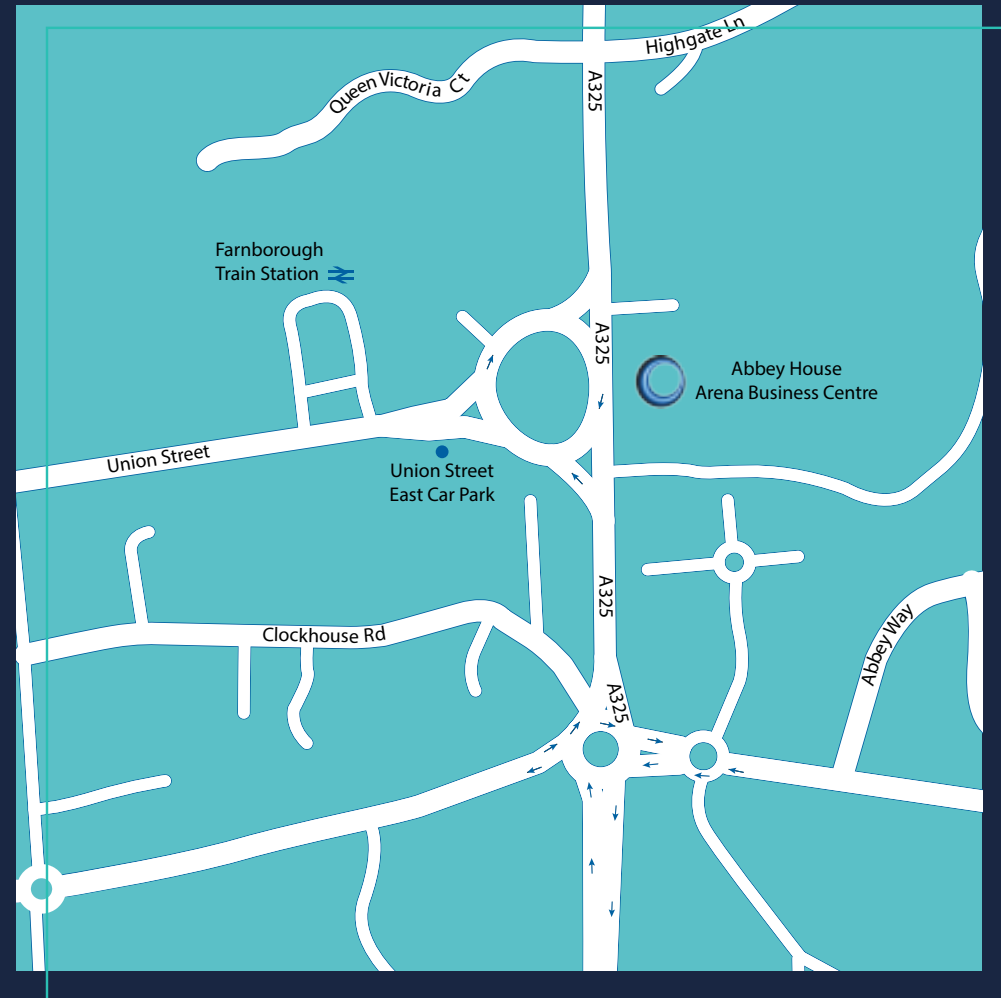 Highgate Ln
Queen Victoria Ct
A325
Farnborough
Train Station
A325
Abbey House
Arena Business Centre
Union Street
Union Street
East Car Park
A325
Clockhouse Rd
Abbey Way
A325